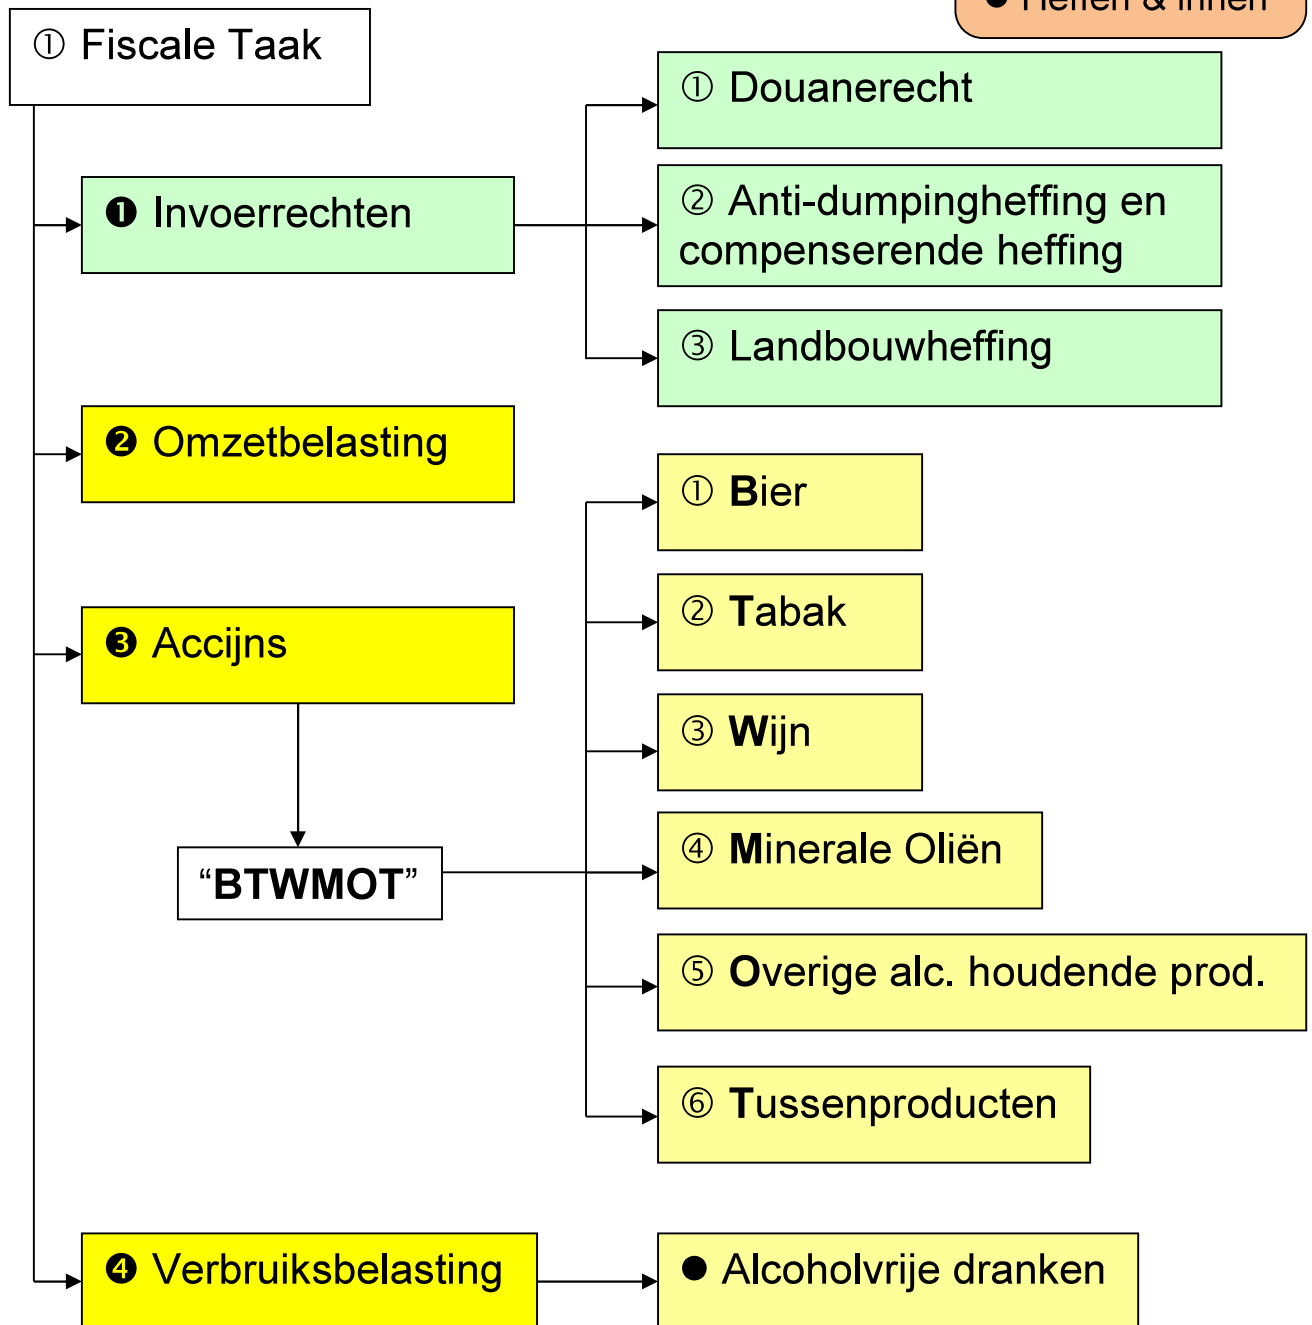 ● Heffen & innen
① Fiscale Taak
① Douanerecht
❶ Invoerrechten
② Anti-dumpingheffing en
compenserende heffing
③ Landbouwheffing
❷ Omzetbelasting
① Bier
② Tabak
❸ Accijns
③ Wijn
“BTWMOT”
④ Minerale Oliën
⑤ Overige alc. houdende prod.
⑥ Tussenproducten
❹ Verbruiksbelasting
● Alcoholvrije dranken